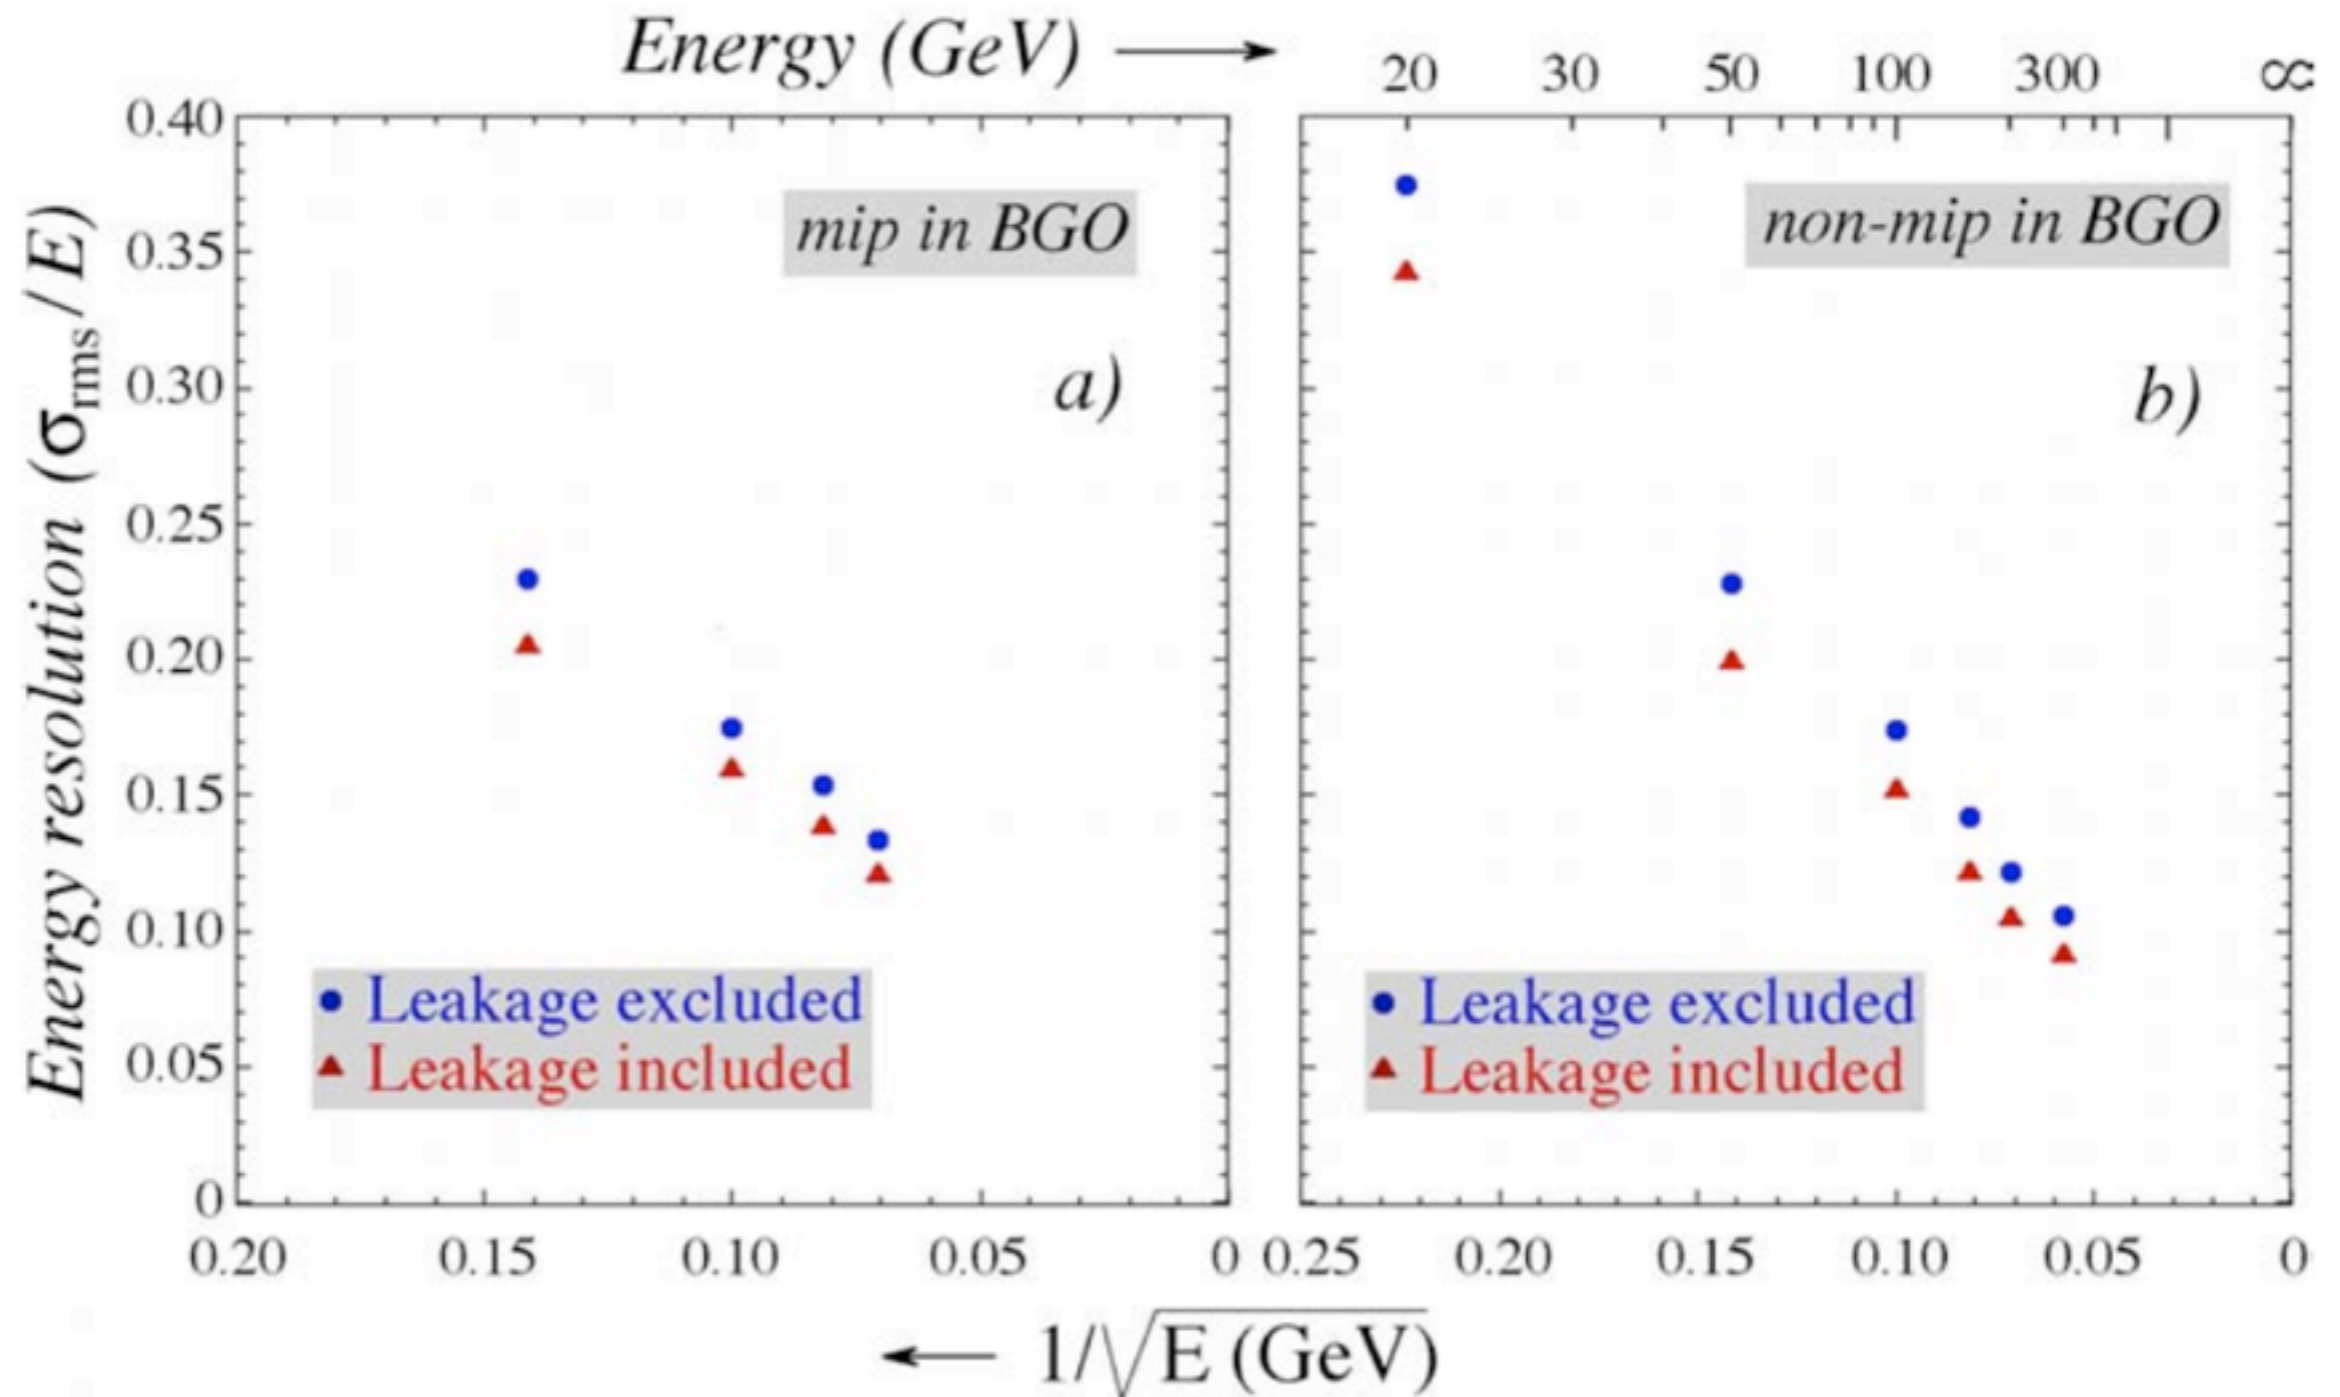 Energy (GeV) →
20 30 50 100 300 ∝
Energy resolution (σrms/E)
0.40
0.35
0.30
0.25
0.20
0.15
0.10
0.05
0
mip in BGO
a)
Leakage excluded
Leakage included
0.20 0.15 0.10 0.05 0
non-mip in BGO
b)
Leakage excluded
Leakage included
0.25 0.20 0.15 0.10 0.05 0
← 1/√E (GeV)